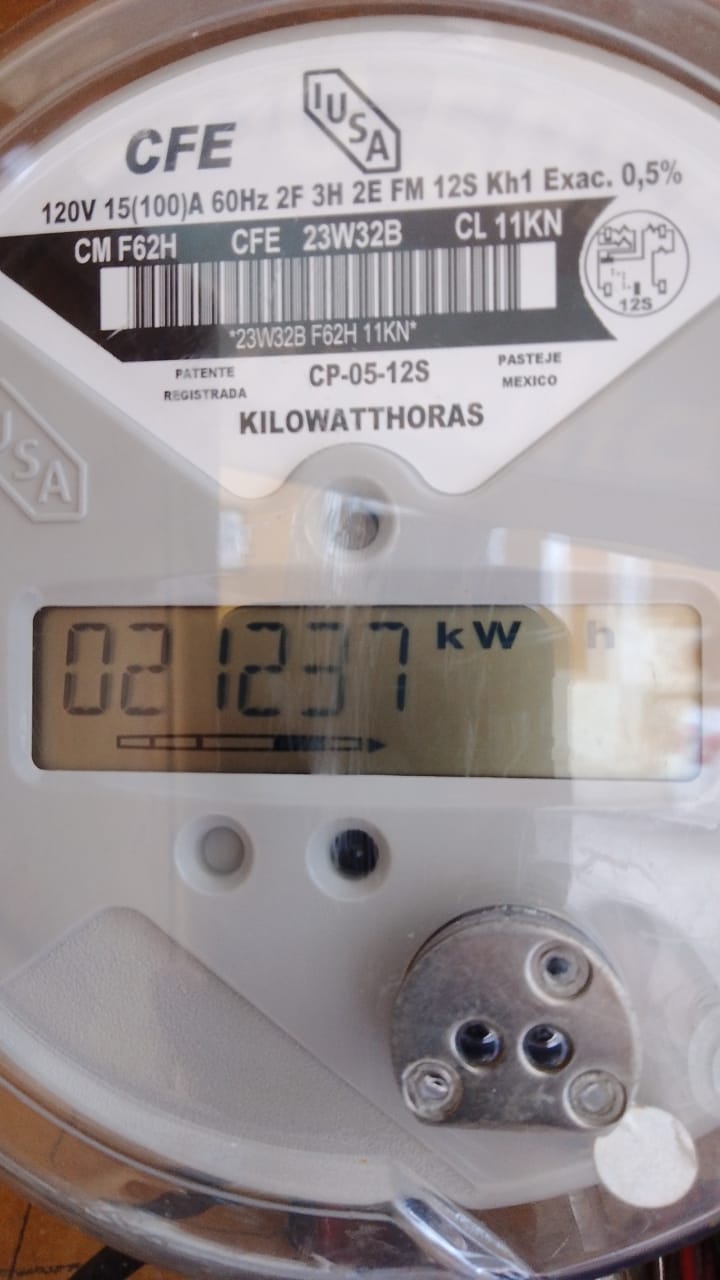 IUSA
CFE
120V 15(100)A 60Hz 2F 3H 2E FM 12S Kh1 Exac. 0,5%
CM F62H CFE 23W32B CL 11KN
*23W32B F62H 11KN*
12S
PATENTE REGISTRADA
CP-05-12S
PASTEJE MEXICO
KILOWATTHORAS
USA
021237 kW h